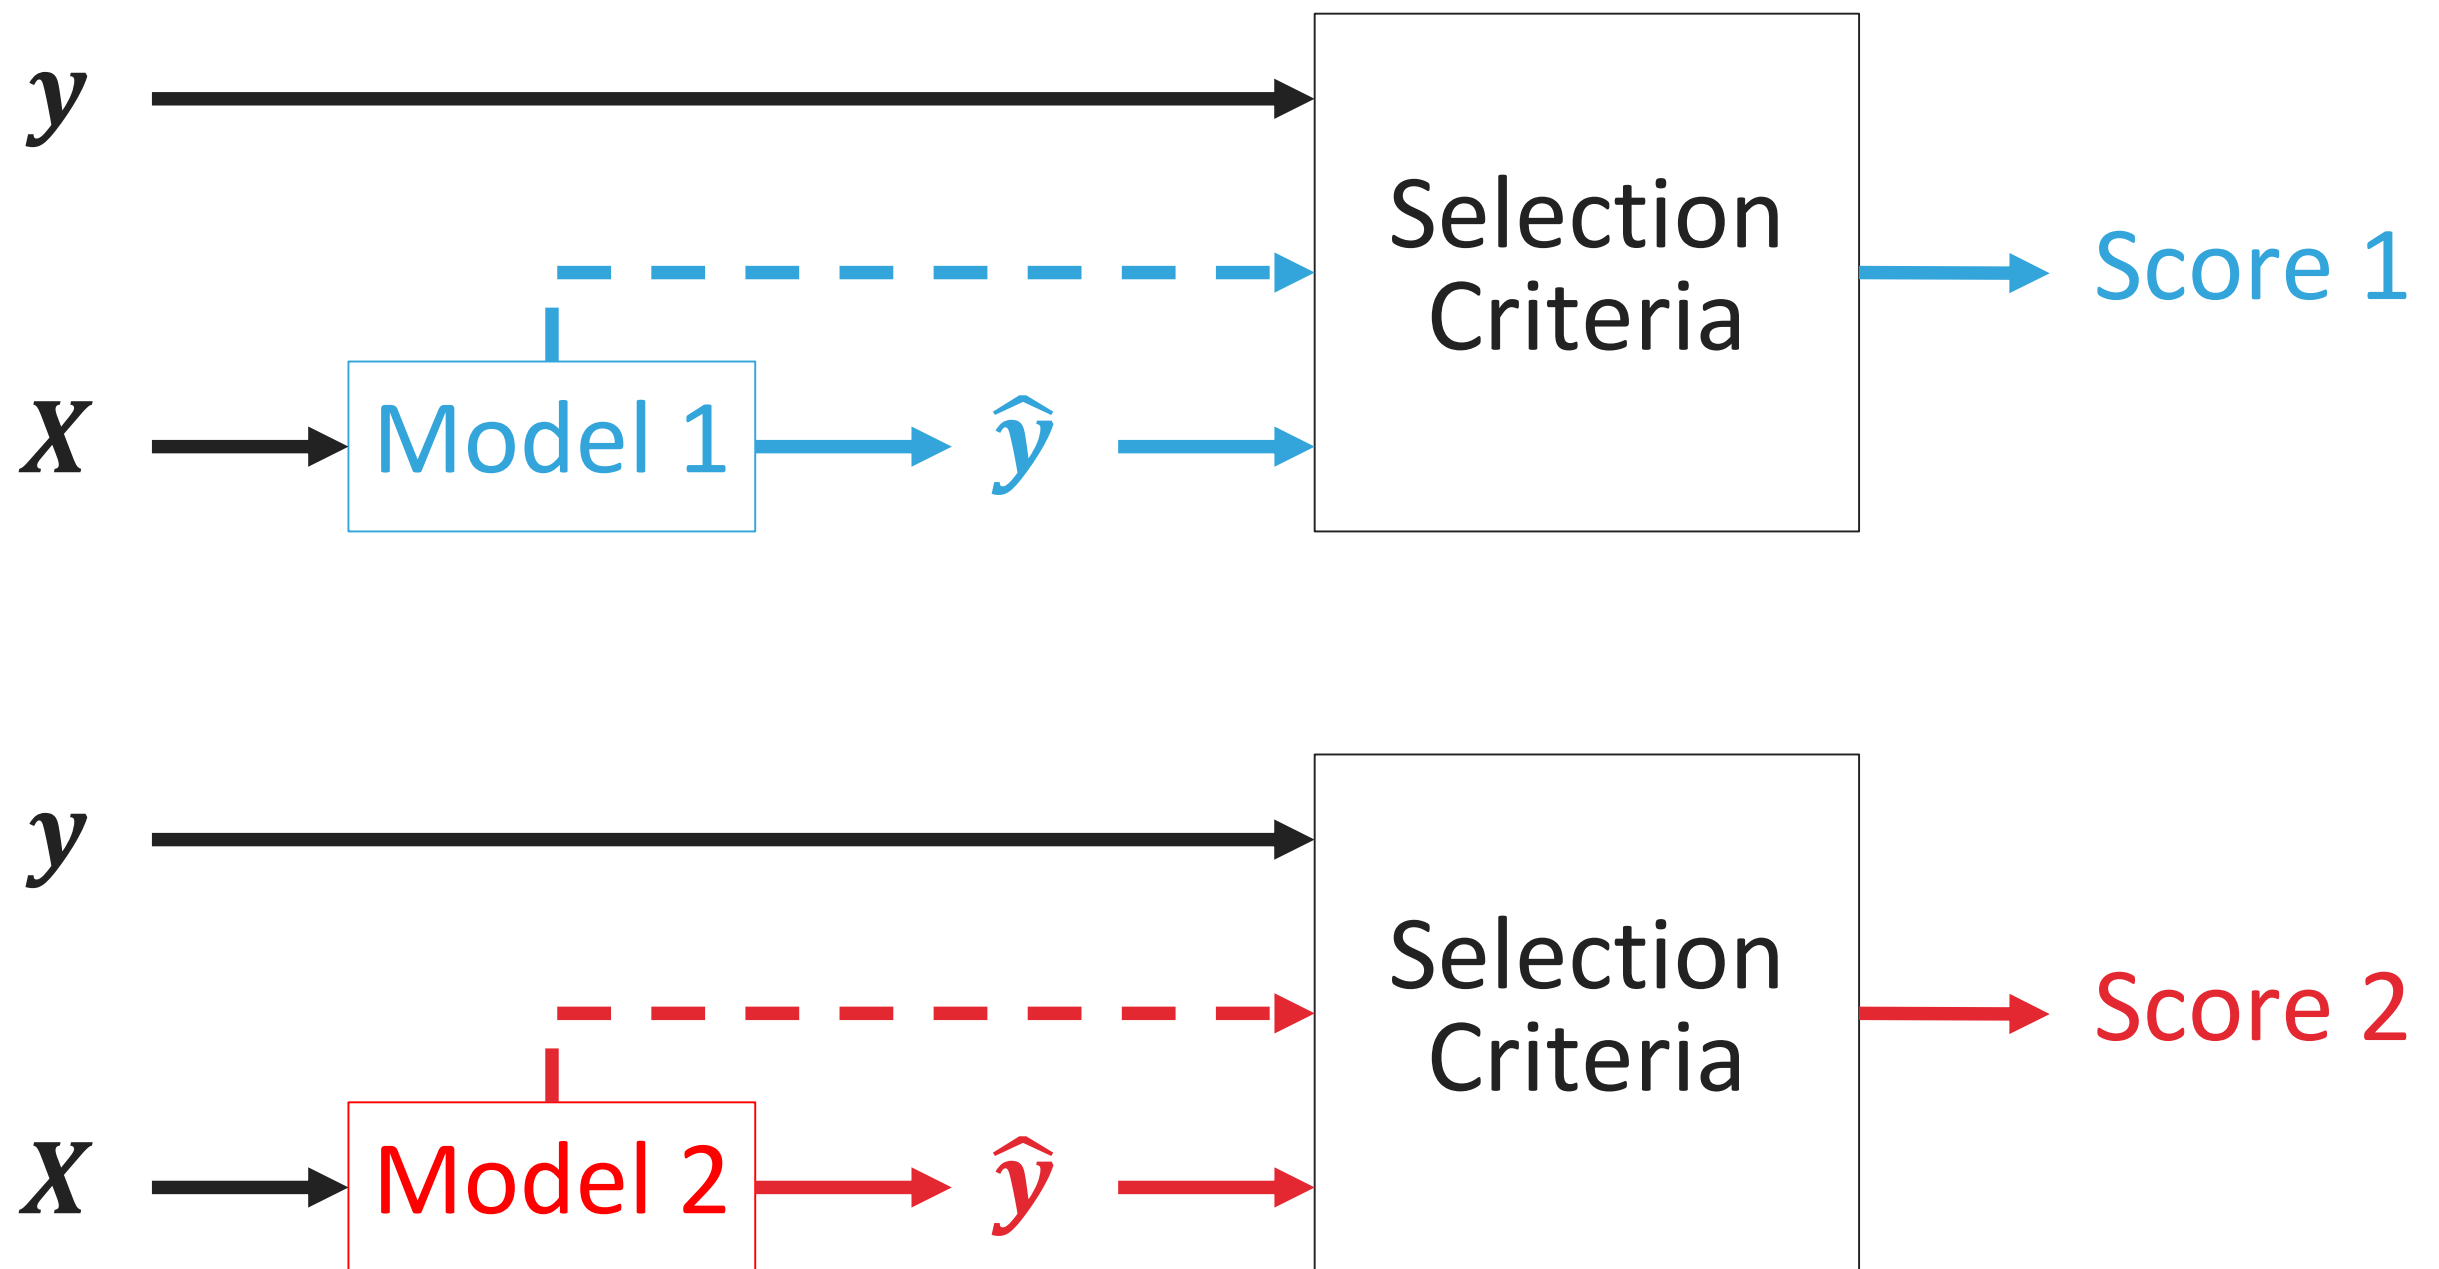 y
Selection
Criteria
Score 1
X
Model 1
ŷ
y
Selection
Criteria
Score 2
X
Model 2
ŷ